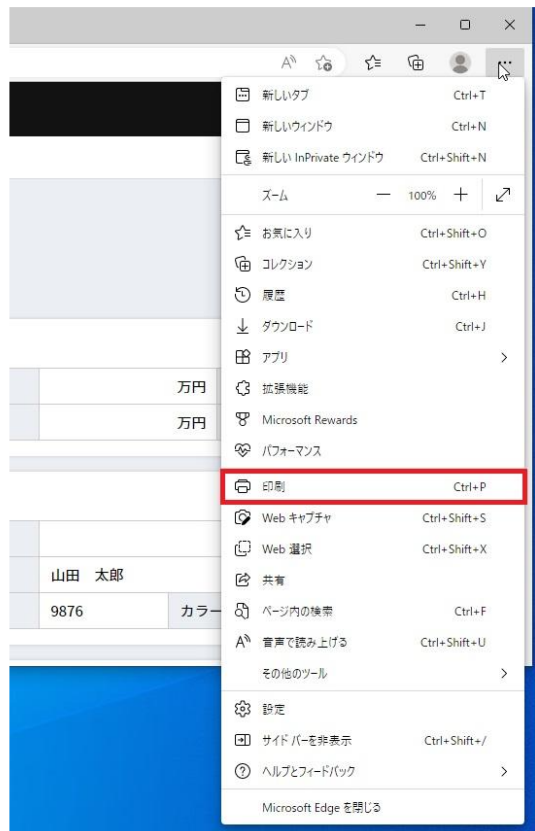 新しいタブ Ctrl+T
新しいウィンドウ Ctrl+N
新しい InPrivate ウィンドウ Ctrl+Shift+N
ズーム — 100% +
お気に入り Ctrl+Shift+O
コレクション Ctrl+Shift+Y
履歴 Ctrl+H
ダウンロード Ctrl+J
アプリ
万円
拡張機能
万円
Microsoft Rewards
パフォーマンス
印刷 Ctrl+P
Web キャプチャ Ctrl+Shift+S
Web 選択 Ctrl+Shift+X
山田 太郎
共有
9876 カラー
ページ内の検索 Ctrl+F
音声で読み上げる Ctrl+Shift+U
その他のツール
設定
サイド バーを非表示 Ctrl+Shift+/
ヘルプとフィードバック
Microsoft Edge を閉じる